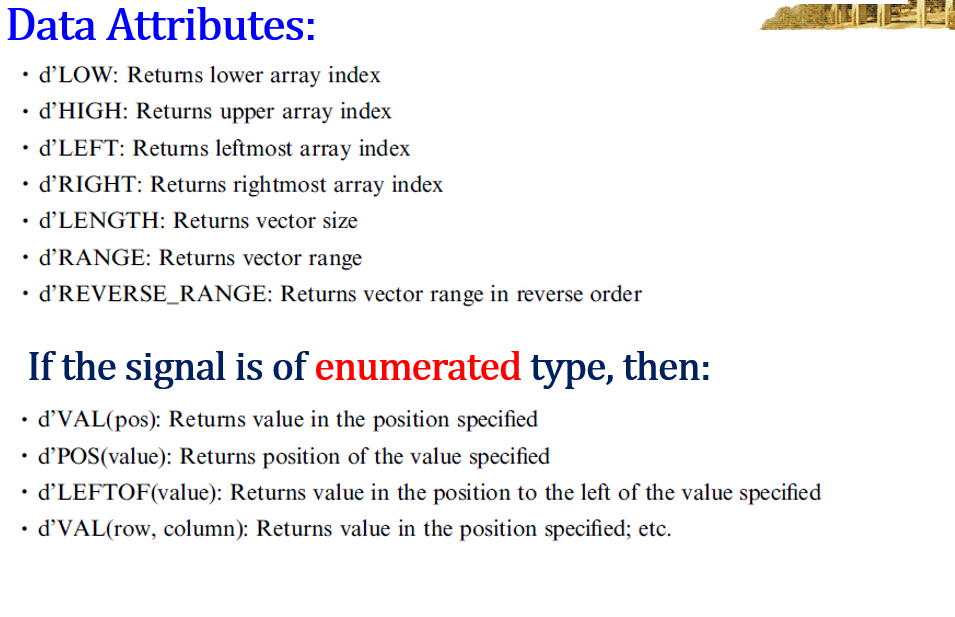 Data Attributes:
• d’LOW: Returns lower array index
• d’HIGH: Returns upper array index
• d’LEFT: Returns leftmost array index
• d’RIGHT: Returns rightmost array index
• d’LENGTH: Returns vector size
• d’RANGE: Returns vector range
• d’REVERSE_RANGE: Returns vector range in reverse order
If the signal is of enumerated type, then:
• d’VAL(pos): Returns value in the position specified
• d’POS(value): Returns position of the value specified
• d’LEFTOF(value): Returns value in the position to the left of the value specified
• d’VAL(row, column): Returns value in the position specified; etc.